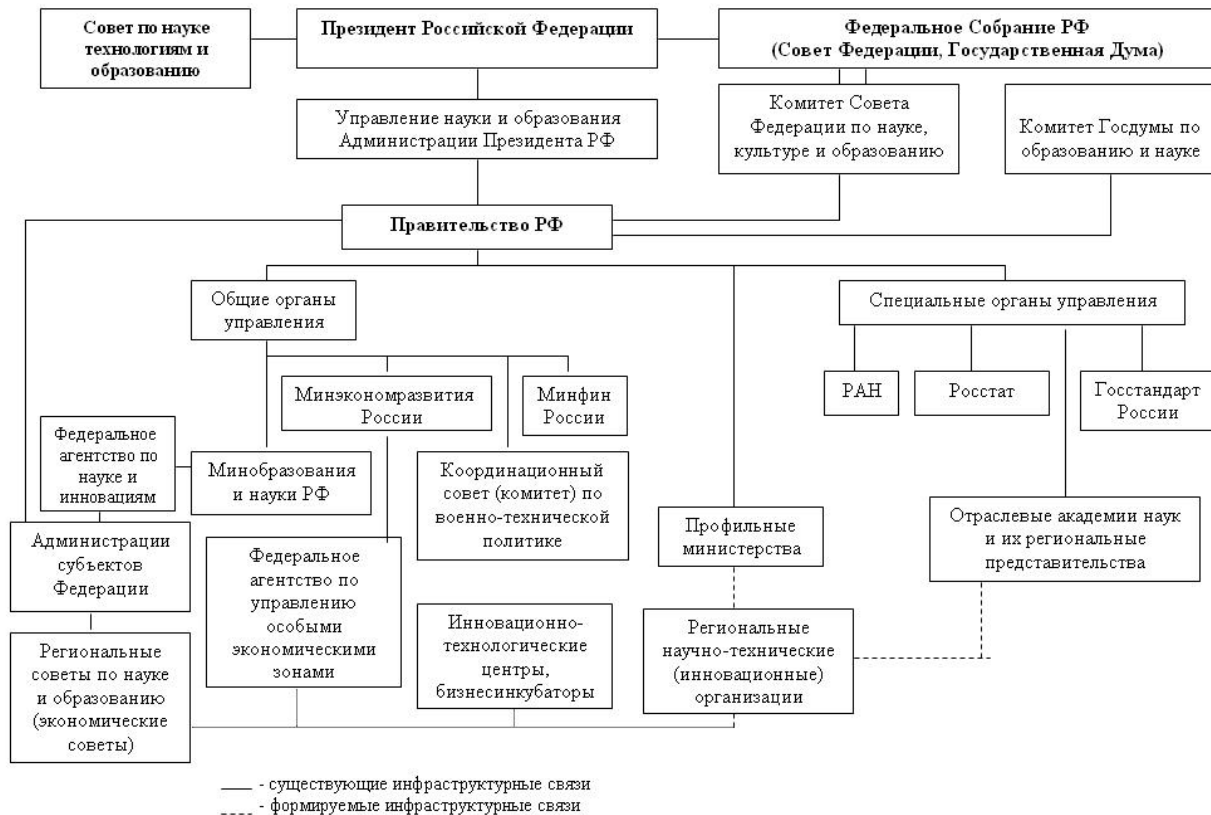 Совет по науке
технологиям и
образованию
Президент Российской Федерации
Федеральное Собрание РФ
(Совет Федерации, Государственная Дума)
Управление науки и образования
Администрации Президента РФ
Комитет Совета
Федерации по науке,
культуре и образованию
Комитет Госдумы по
образованию и науке
Правительство РФ
Общие органы
управления
Специальные органы управления
Минэкономразвития
России
Минфин
России
РАН
Росстат
Госстандарт
России
Федеральное
агентство по
науке и
инновациям
Минобразования
и науки РФ
Координационный
совет (комитет) по
военно-технической
политике
Профильные
министерства
Отраслевые академии наук
и их региональные
представительства
Администрации
субъектов
Федерации
Федеральное
агентство по
управлению
особыми
экономическими
зонами
Инновационно-
технологические
центры,
бизнесинкубаторы
Региональные
научно-технические
(инновационные)
организации
Региональные
советы по науке
и образованию
(экономические
советы)
- существующие инфраструктурные связи
- формируемые инфраструктурные связи